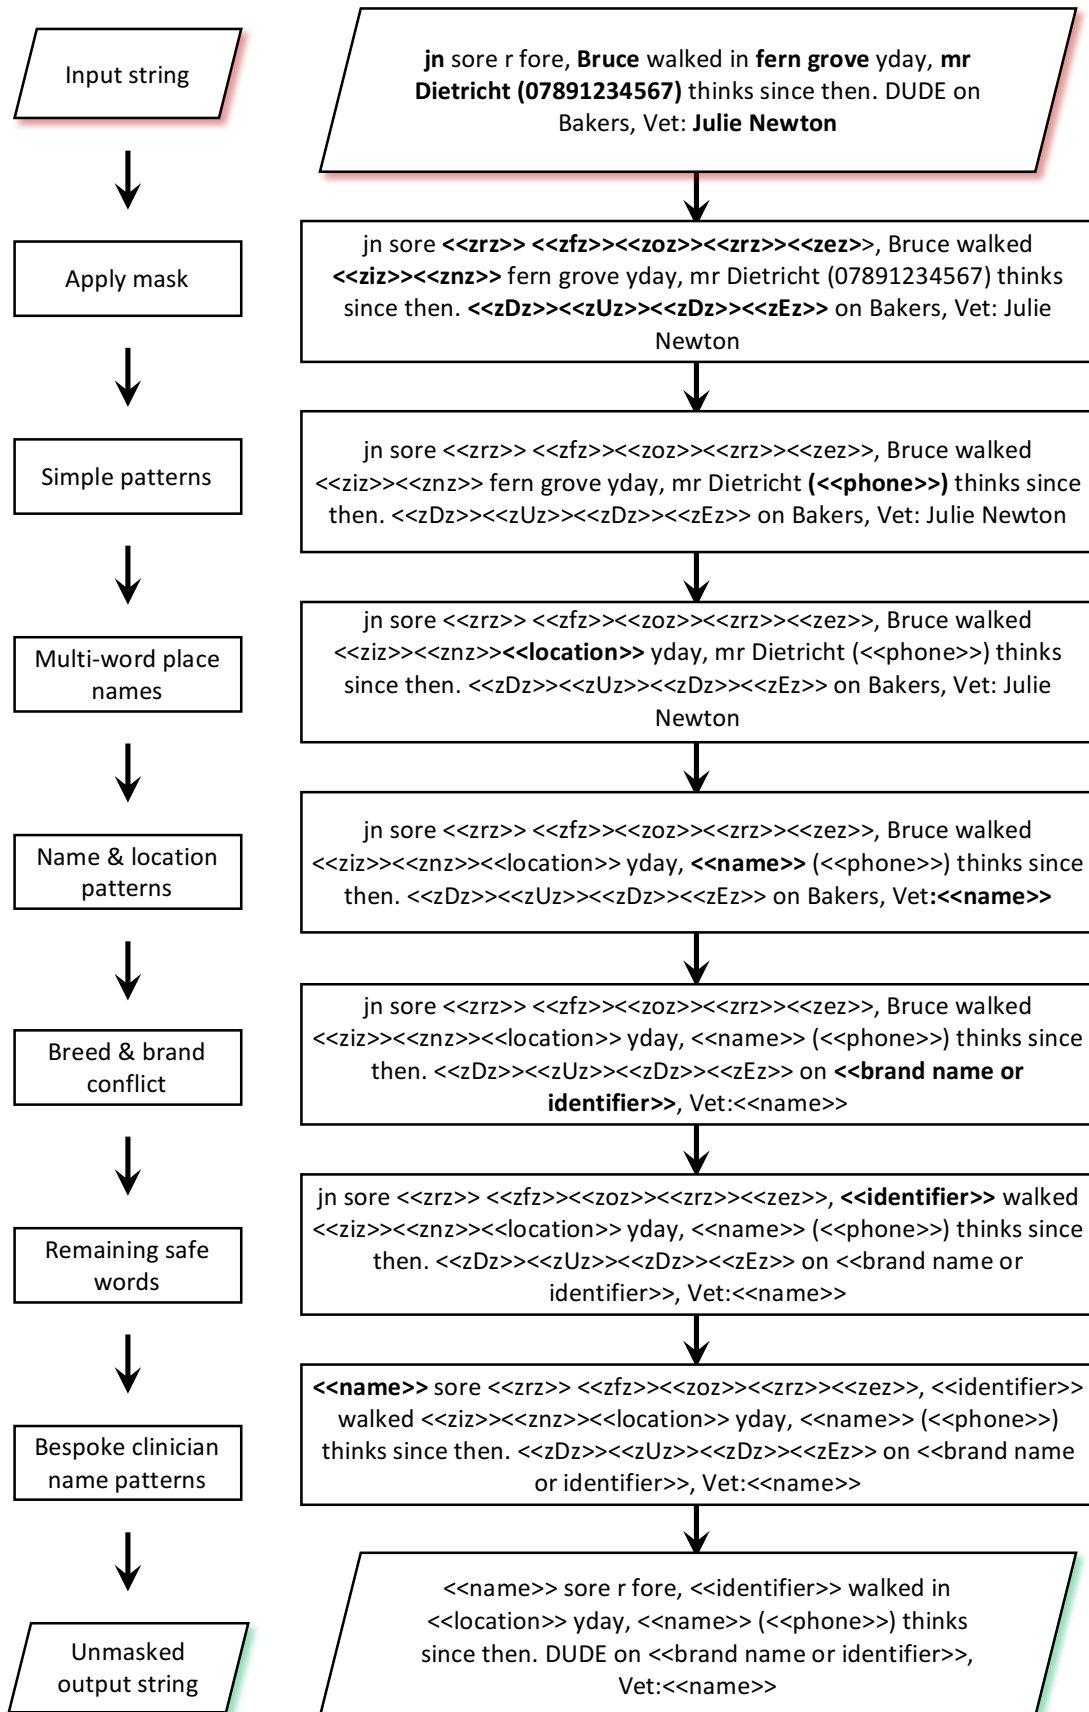 Input string
jn sore r fore, Bruce walked in fern grove yday, mr
Dietricht (07891234567) thinks since then. DUDE on
Bakers, Vet: Julie Newton
Apply mask
jn sore <<zrz>> <<zfz>><<zoz>><<zrz>><<zez>>, Bruce walked
<<ziz>><<znz>> fern grove yday, mr Dietricht (07891234567) thinks
since then. <<zDz>><<zUz>><<zDz>><<zEz>> on Bakers, Vet: Julie
Newton
Simple patterns
jn sore <<zrz>> <<zfz>><<zoz>><<zrz>><<zez>>, Bruce walked
<<ziz>><<znz>> fern grove yday, mr Dietricht (<<phone>>) thinks since
then. <<zDz>><<zUz>><<zDz>><<zEz>> on Bakers, Vet: Julie Newton
Multi-word place
names
jn sore <<zrz>> <<zfz>><<zoz>><<zrz>><<zez>>, Bruce walked
<<ziz>><<znz>><<location>> yday, mr Dietricht (<<phone>>) thinks
since then. <<zDz>><<zUz>><<zDz>><<zEz>> on Bakers, Vet: Julie
Newton
Name & location
patterns
jn sore <<zrz>> <<zfz>><<zoz>><<zrz>><<zez>>, Bruce walked
<<ziz>><<znz>><<location>> yday, <<name>> (<<phone>>) thinks since
then. <<zDz>><<zUz>><<zDz>><<zEz>> on Bakers, Vet:<<name>>
Breed & brand
conflict
jn sore <<zrz>> <<zfz>><<zoz>><<zrz>><<zez>>, Bruce walked
<<ziz>><<znz>><<location>> yday, <<name>> (<<phone>>) thinks since
then. <<zDz>><<zUz>><<zDz>><<zEz>> on <<brand name or
identifier>>, Vet:<<name>>
Remaining safe
words
jn sore <<zrz>> <<zfz>><<zoz>><<zrz>><<zez>>, <<identifier>> walked
<<ziz>><<znz>><<location>> yday, <<name>> (<<phone>>) thinks since
then. <<zDz>><<zUz>><<zDz>><<zEz>> on <<brand name or
identifier>>, Vet:<<name>>
Bespoke clinician
name patterns
<<name>> sore <<zrz>> <<zfz>><<zoz>><<zrz>><<zez>>, <<identifier>>
walked <<ziz>><<znz>><<location>> yday, <<name>> (<<phone>>)
thinks since then. <<zDz>><<zUz>><<zDz>><<zEz>> on <<brand name
or identifier>>, Vet:<<name>>
Unmasked
output string
<<name>> sore r fore, <<identifier>> walked in
<<location>> yday, <<name>> (<<phone>>) thinks
since then. DUDE on <<brand name or identifier>>,
Vet:<<name>>